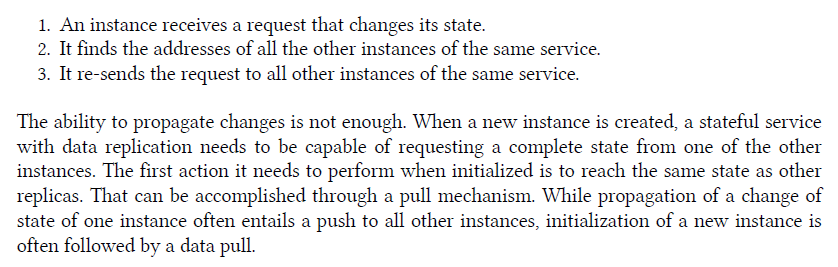 1. An instance receives a request that changes its state.
2. It finds the addresses of all the other instances of the same service.
3. It re-sends the request to all other instances of the same service.
The ability to propagate changes is not enough. When a new instance is created, a stateful service
with data replication needs to be capable of requesting a complete state from one of the other
instances. The first action it needs to perform when initialized is to reach the same state as other
replicas. That can be accomplished through a pull mechanism. While propagation of a change of
state of one instance often entails a push to all other instances, initialization of a new instance is
often followed by a data pull.